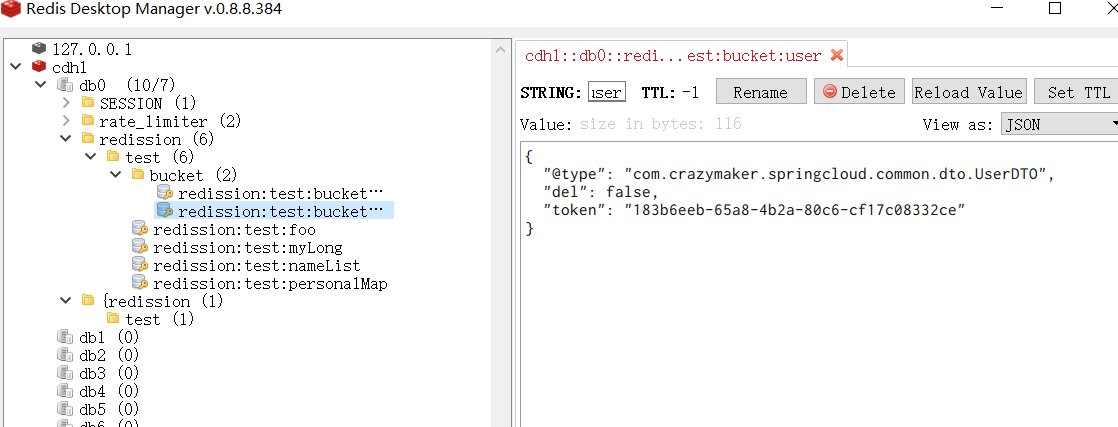 Redis Desktop Manager v.0.8.8.384
127.0.0.1
cdh1
db0 (10/7)
SESSION (1)
rate_limiter (2)
redission (6)
test (6)
bucket (2)
redission:test:bucket…
redission:test:bucket…
redission:test:foo
redission:test:myLong
redission:test:nameList
redission:test:personalMap
{redission (1)
test (1)
db1 (0)
db2 (0)
db3 (0)
db4 (0)
db5 (0)
db6 (0)
cdh1::db0::redi...est:bucket:user
STRING: user TTL: -1 Rename Delete Reload Value Set TTL
Value: size in bytes: 116 View as: JSON
{
"@type": "com.crazymaker.springcloud.common.dto.UserDTO",
"del": false,
"token": "183b6eeb-65a8-4b2a-80c6-cf17c08332ce"
}